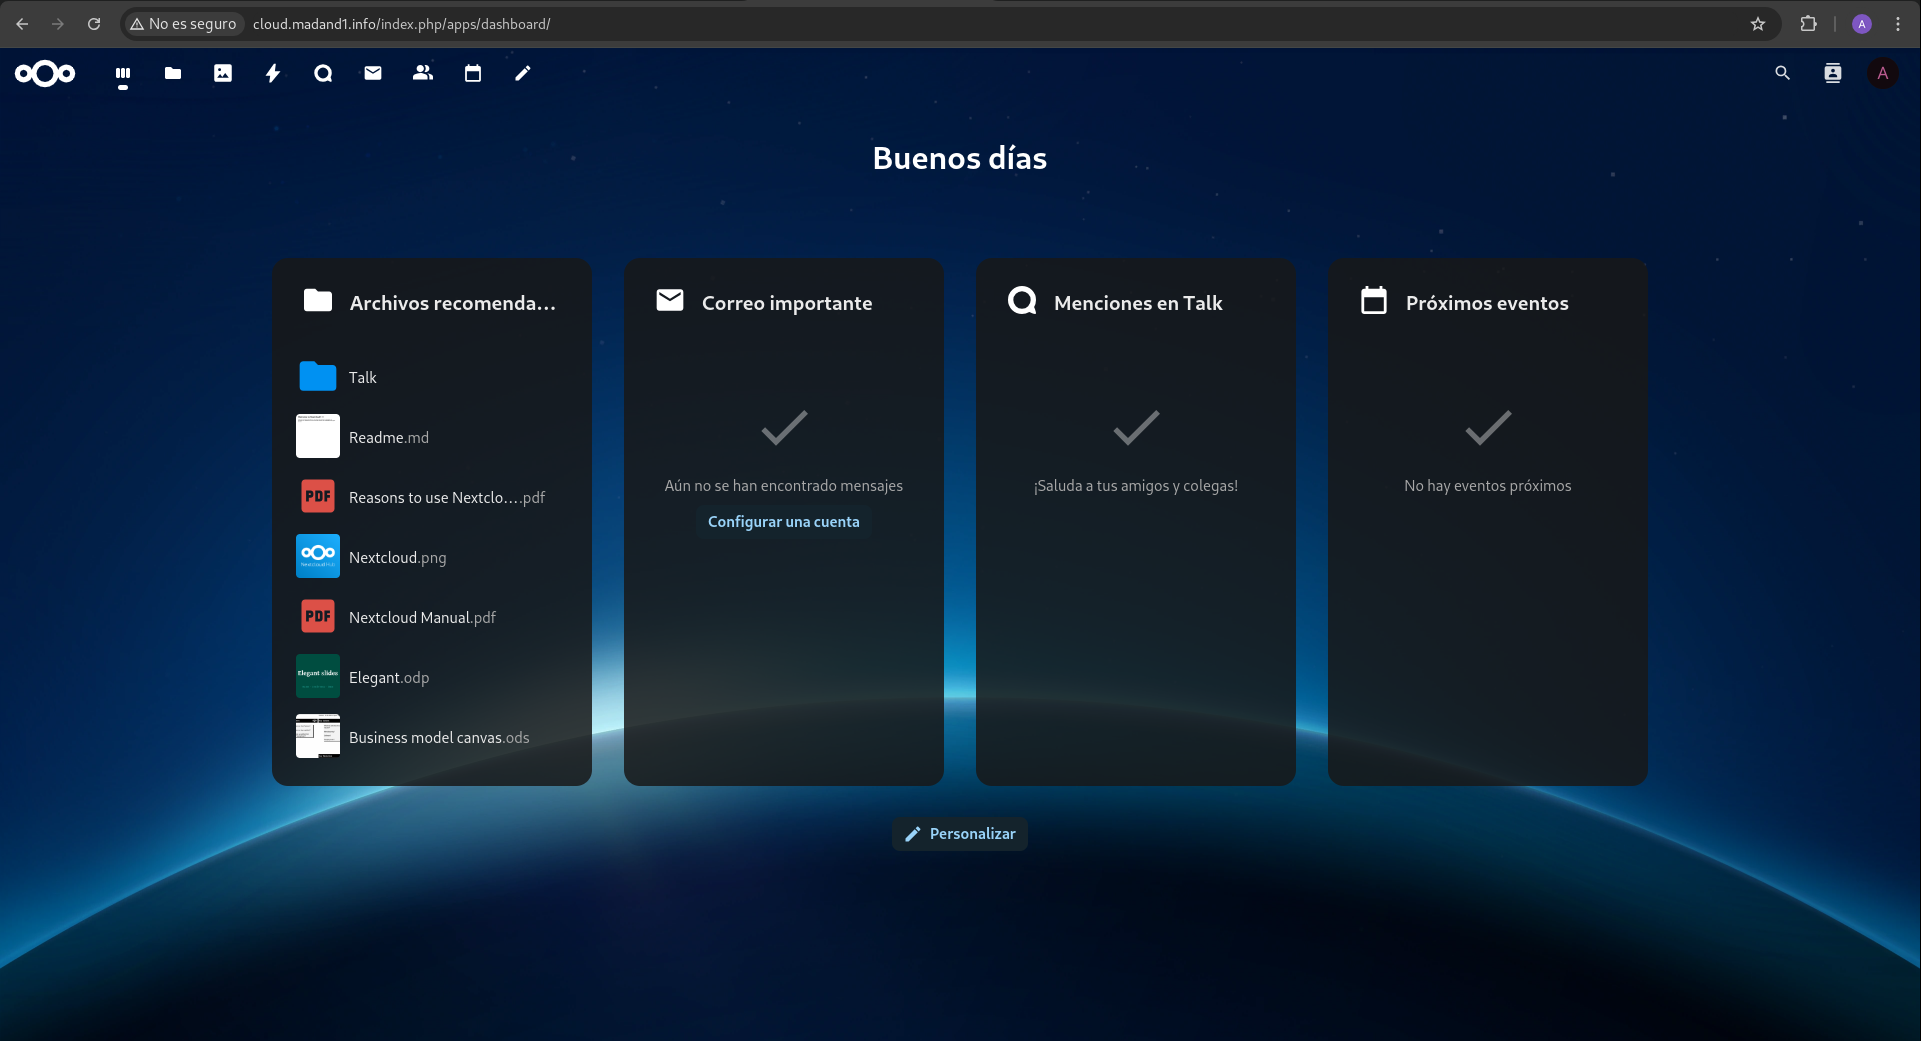 No es seguro
cloud.madand1.info/index.php/apps/dashboard/
A
A
Buenos días
Archivos recomenda...
Talk
Readme.md
Reasons to use Nextclo....pdf
Nextcloud.png
Nextcloud Manual.pdf
Elegant slides
Elegant.odp
Business model canvas.ods
PDF
PDF
Correo importante
Aún no se han encontrado mensajes
Configurar una cuenta
Menciones en Talk
¡Saluda a tus amigos y colegas!
Próximos eventos
No hay eventos próximos
Personalizar